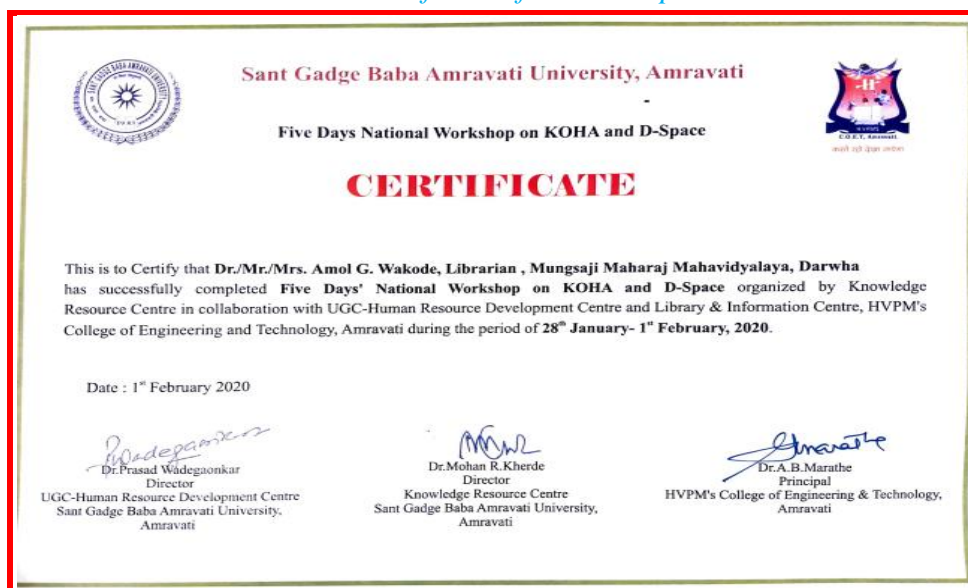 Sant Gadge Baba Amravati University, Amravati
-
Five Days National Workshop on KOHA and D-Space
C.O.E.T, Amravati
CERTIFICATE
This is to Certify that Dr./Mr./Mrs. Amol G. Wakode, Librarian , Mungsaji Maharaj Mahavidyalaya, Darwha
has successfully completed Five Days' National Workshop on KOHA and D-Space organized by Knowledge
Resource Centre in collaboration with UGC-Human Resource Development Centre and Library & Information Centre, HVPM's
College of Engineering and Technology, Amravati during the period of 28th January- 1st February, 2020.
Date : 1st February 2020
Dr.Prasad Wadegaonkar
Director
UGC-Human Resource Development Centre
Sant Gadge Baba Amravati University,
Amravati
Dr.Mohan R.Kherde
Director
Knowledge Resource Centre
Sant Gadge Baba Amravati University,
Amravati
Dr.A.B.Marathe
Principal
HVPM's College of Engineering & Technology,
Amravati